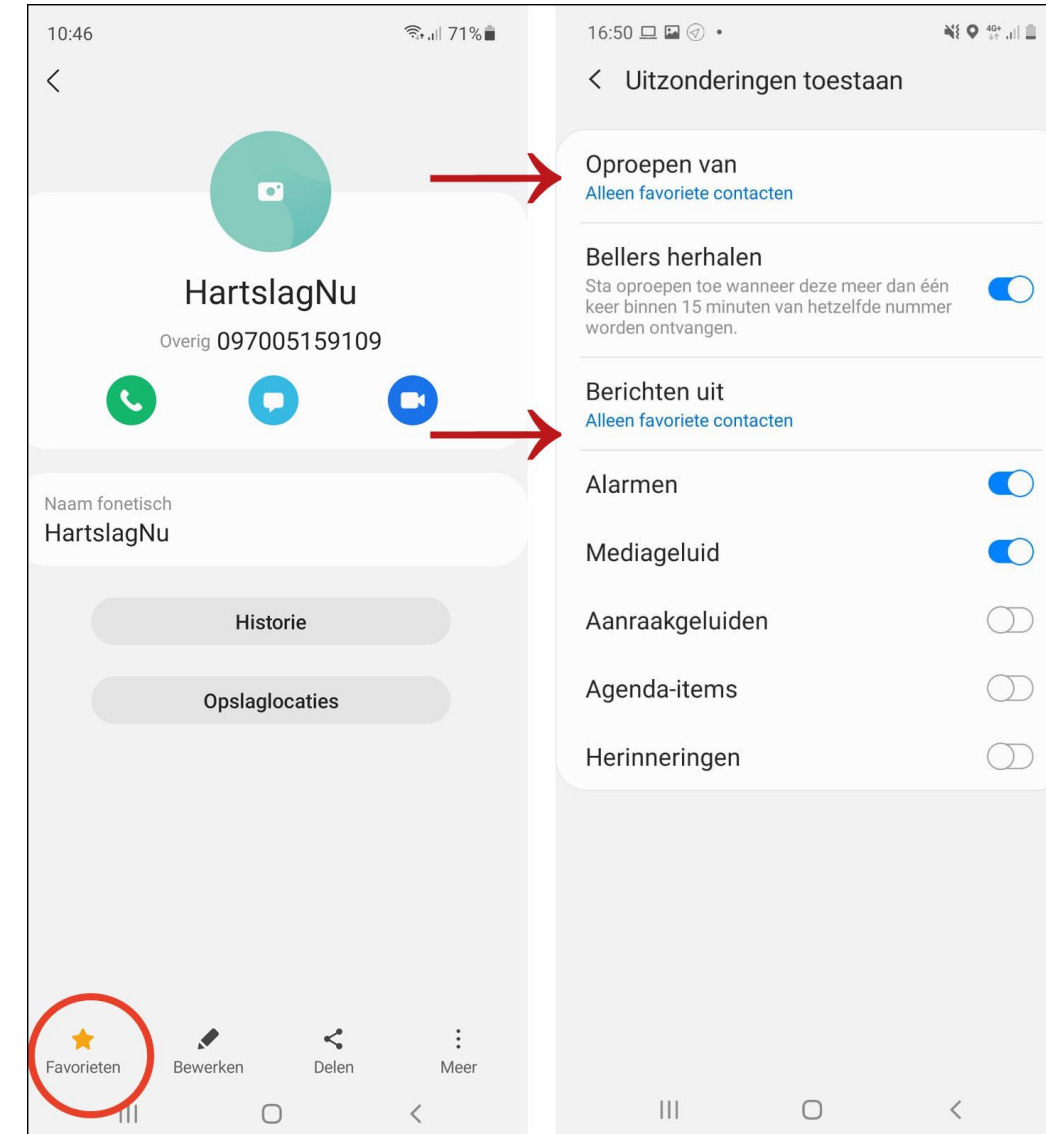 10:46
71%
HartslagNu
Overig 097005159109
Naam fonetisch
HartslagNu
Historie
Opslaglocaties
Favorieten
Bewerken
Delen
Meer
16:50
4G+
Uitzonderingen toestaan
Oproepen van
Alleen favoriete contacten
Bellers herhalen
Sta oproepen toe wanneer deze meer dan één
keer binnen 15 minuten van hetzelfde nummer
worden ontvangen.
Berichten uit
Alleen favoriete contacten
Alarmen
Mediageluid
Aanraakgeluiden
Agenda-items
Herinneringen